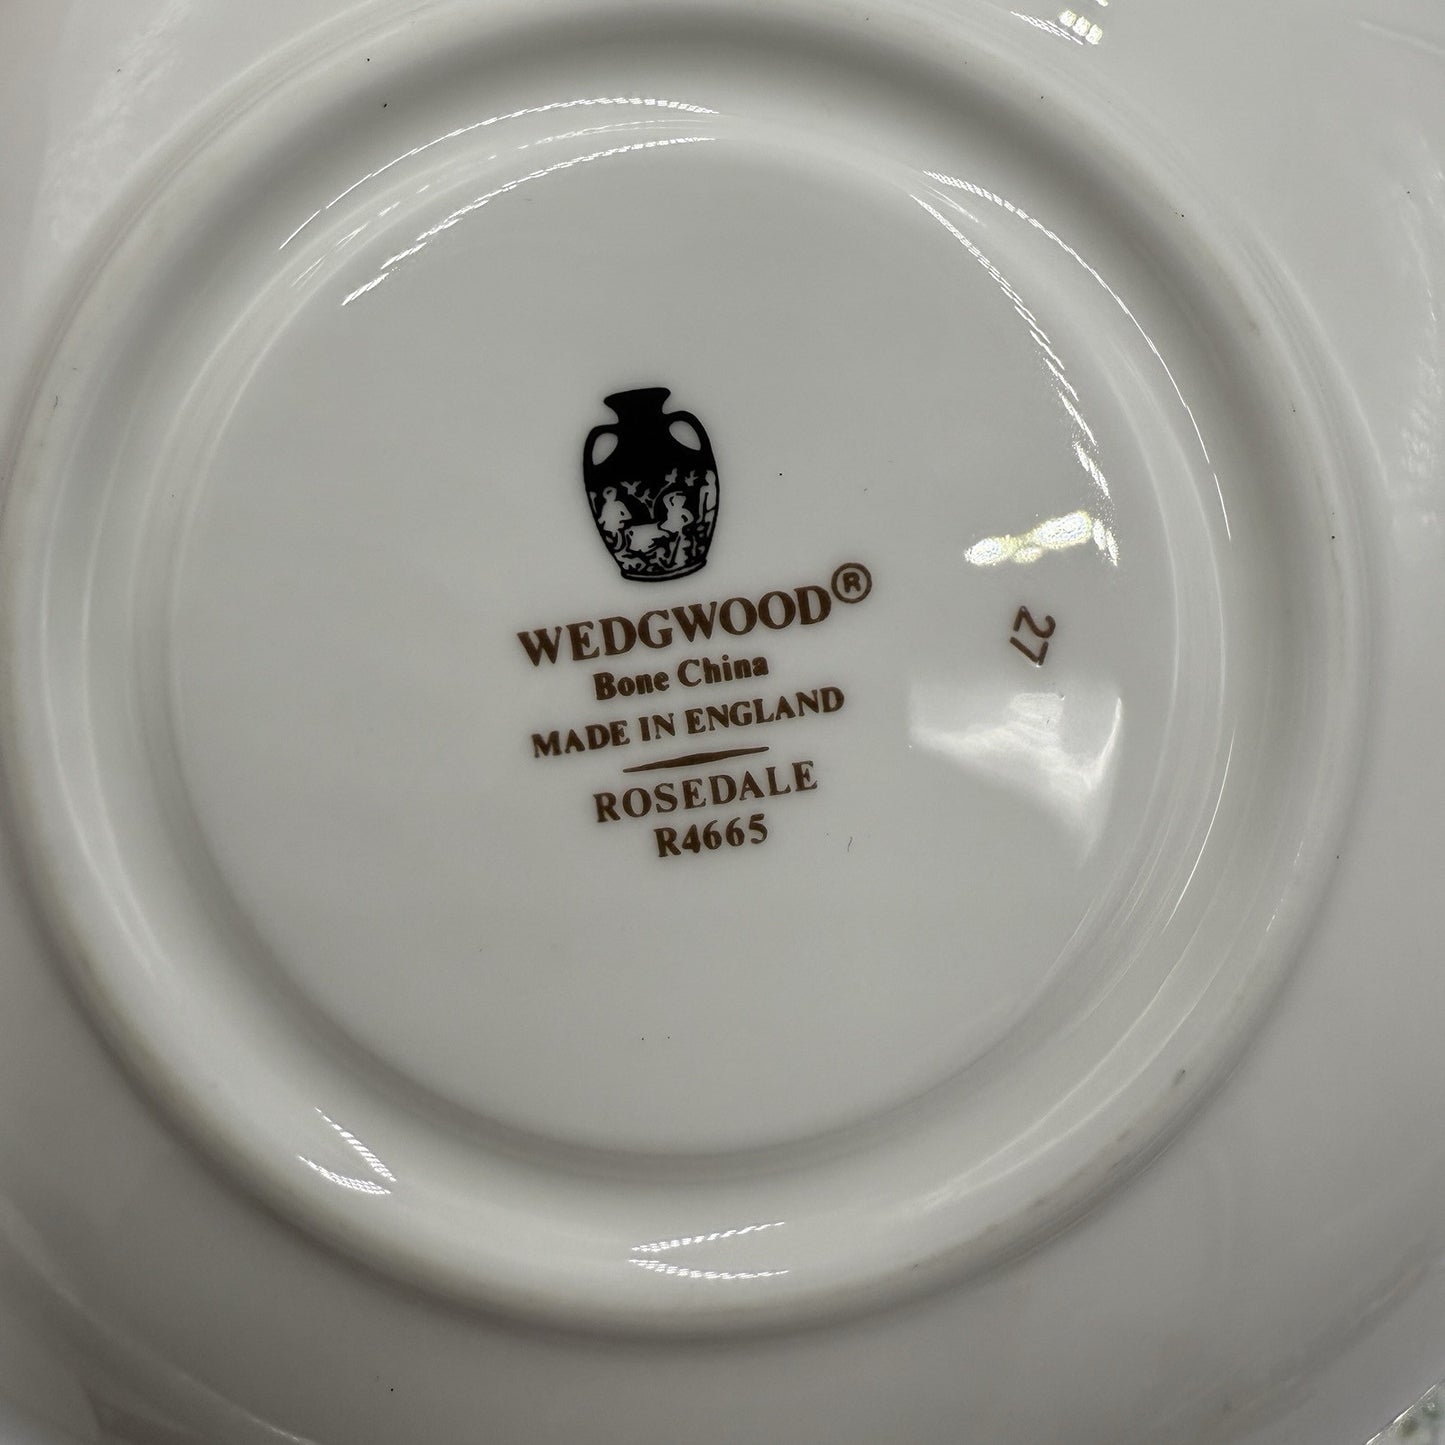 WEDGWOOD®
Bone China
MADE IN ENGLAND
ROSEDALE
R4665
27